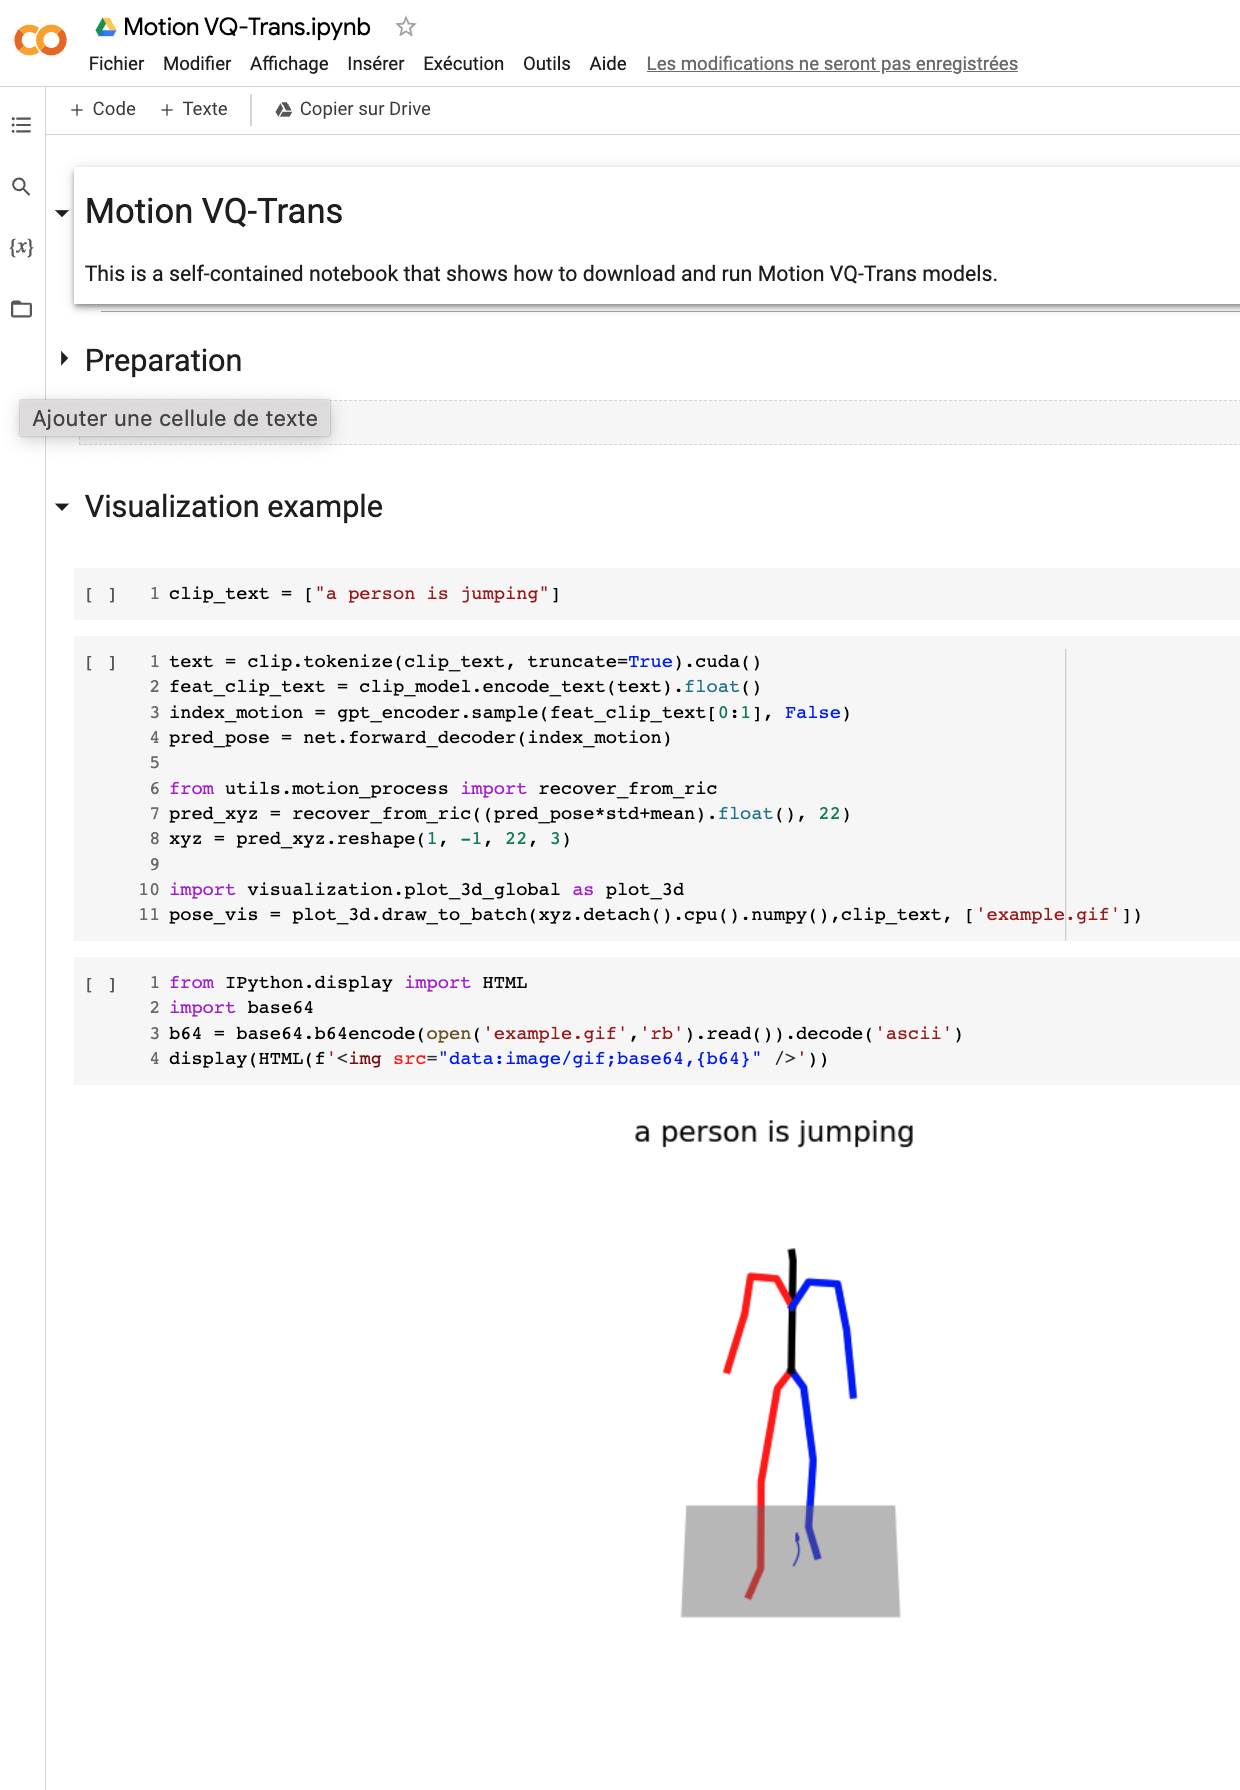 Motion VQ-Trans.ipynb
Fichier Modifier Affichage Insérer Exécution Outils Aide Les modifications ne seront pas enregistrées
+ Code + Texte Copier sur Drive
{x}
Motion VQ-Trans
This is a self-contained notebook that shows how to download and run Motion VQ-Trans models.
Preparation
Ajouter une cellule de texte
Visualization example
[ ] 1 clip_text = ["a person is jumping"]
[ ] 1 text = clip.tokenize(clip_text, truncate=True).cuda()
2 feat_clip_text = clip_model.encode_text(text).float()
3 index_motion = gpt_encoder.sample(feat_clip_text[0:1], False)
4 pred_pose = net.forward_decoder(index_motion)
5
6 from utils.motion_process import recover_from_ric
7 pred_xyz = recover_from_ric((pred_pose*std+mean).float(), 22)
8 xyz = pred_xyz.reshape(1, -1, 22, 3)
9
10 import visualization.plot_3d_global as plot_3d
11 pose_vis = plot_3d.draw_to_batch(xyz.detach().cpu().numpy(),clip_text, ['example.gif'])
[ ] 1 from IPython.display import HTML
2 import base64
3 b64 = base64.b64encode(open('example.gif','rb').read()).decode('ascii')
4 display(HTML(f'<img src="data:image/gif;base64,{b64}" />'))
a person is jumping